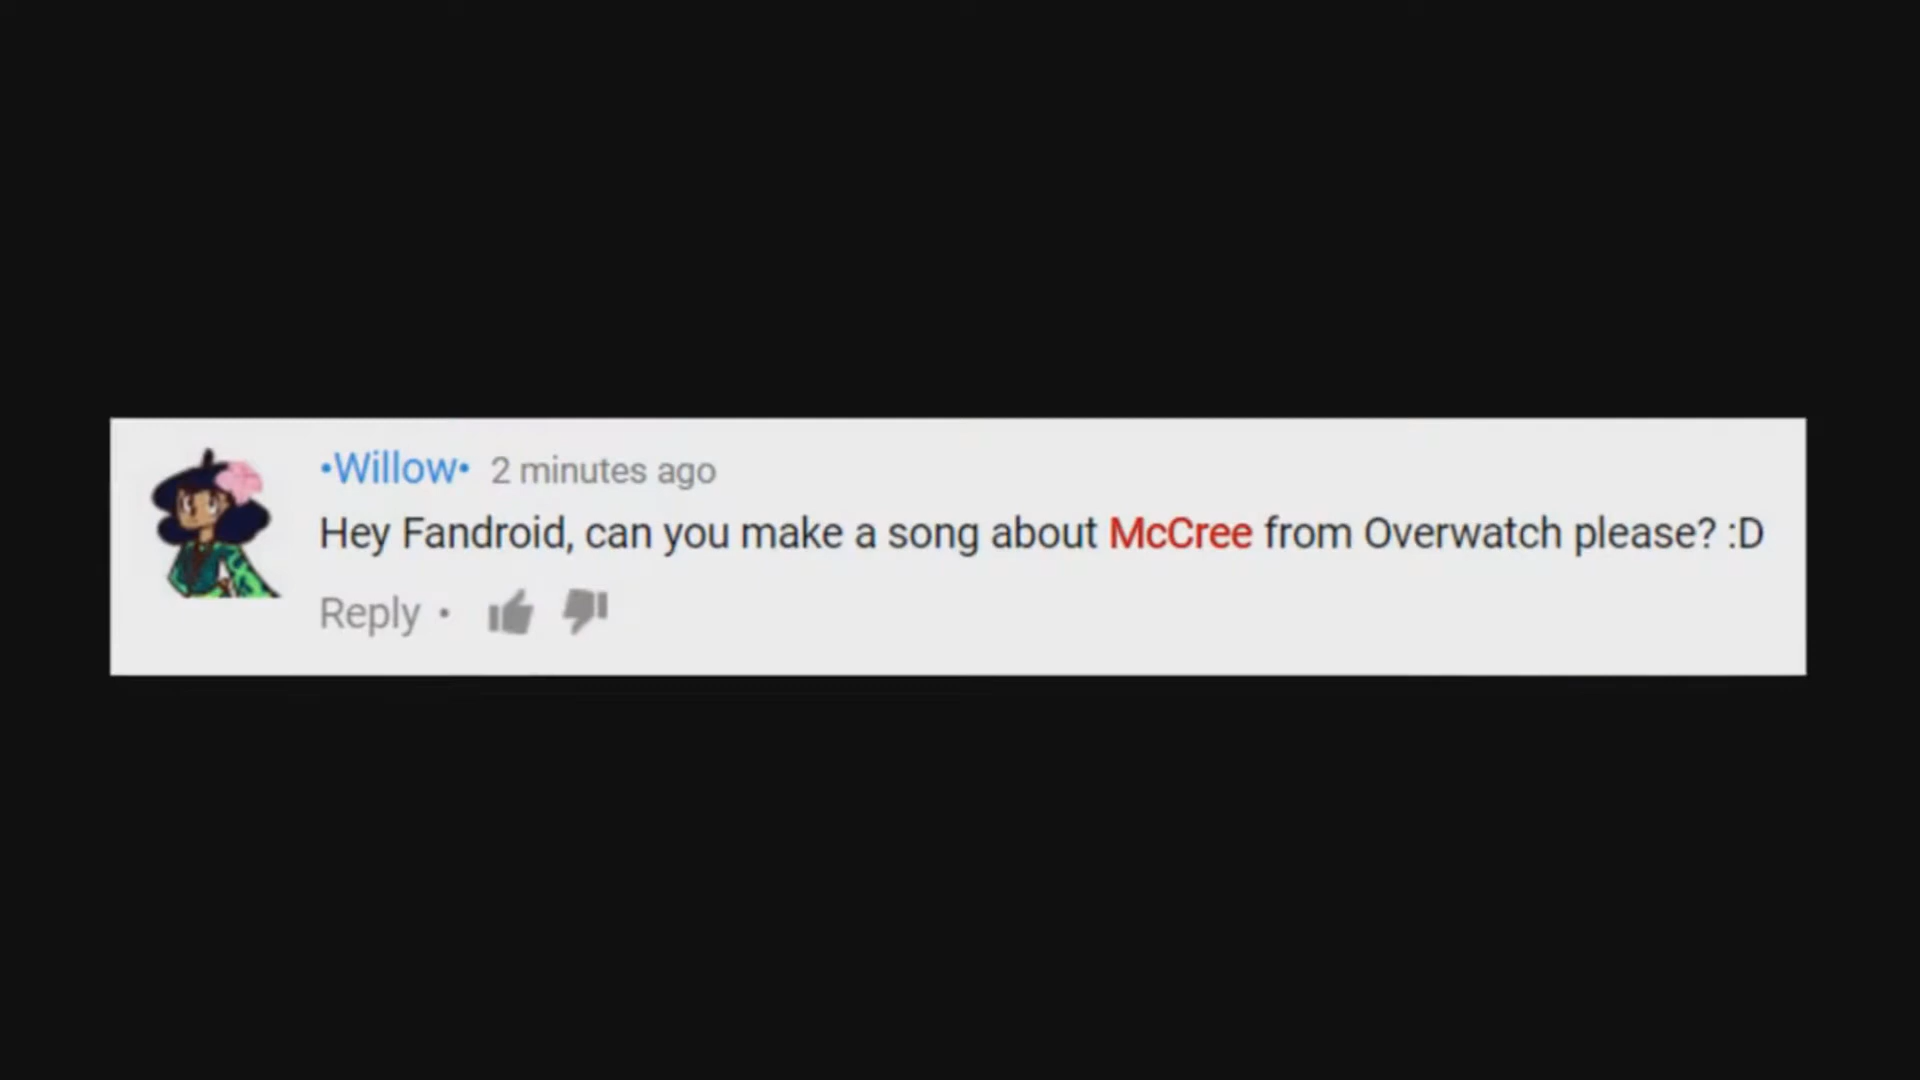 •Willow• 2 minutes ago
Hey Fandroid, can you make a song about McCree from Overwatch please? :D
Reply •